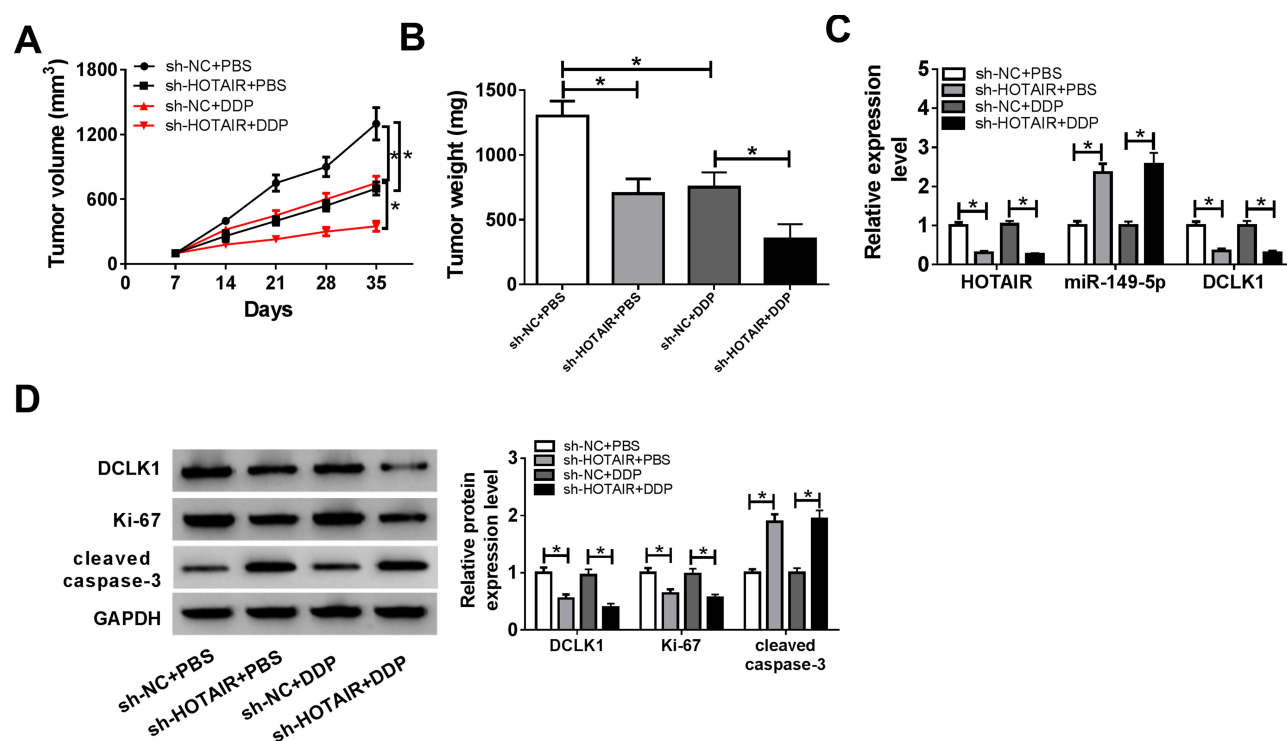 A
Tumor volume (mm3)
1800
1200
600
0
0
7
14
21
28
35
Days
sh-NC+PBS
sh-HOTAIR+PBS
sh-NC+DDP
sh-HOTAIR+DDP
*
*
*
B
Tumor weight (mg)
1500
1000
500
0
*
*
*
sh-NC+PBS
sh-HOTAIR+PBS
sh-NC+DDP
sh-HOTAIR+DDP
C
Relative expression
level
5
4
3
2
1
0
sh-NC+PBS
sh-HOTAIR+PBS
sh-NC+DDP
sh-HOTAIR+DDP
*
*
*
*
*
*
HOTAIR
miR-149-5p
DCLK1
D
DCLK1
Ki-67
cleaved
caspase-3
GAPDH
sh-NC+PBS
sh-HOTAIR+PBS
sh-NC+DDP
sh-HOTAIR+DDP
Relative protein
expression level
3
2
1
0
sh-NC+PBS
sh-HOTAIR+PBS
sh-NC+DDP
sh-HOTAIR+DDP
*
*
*
*
*
*
DCLK1
Ki-67
cleaved
caspase-3